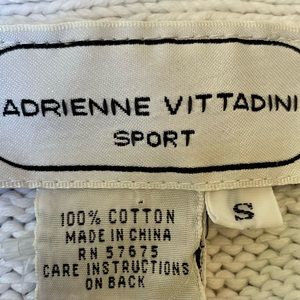 ADRIENNE VITTADINI
SPORT
100% COTTON
MADE IN CHINA
RN 57675
CARE INSTRUCTIONS
ON BACK
S